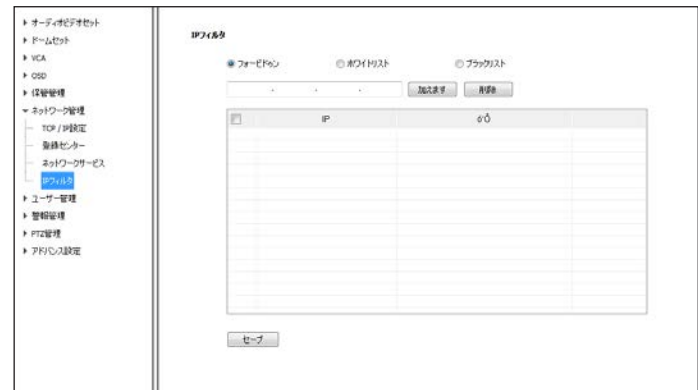 オーディオビデオセット
ドームセット
VCA
OSD
保管管理
ネットワーク管理
TCP / IP設定
登録センター
ネットワークサービス
IPフィルタ
ユーザー管理
警報管理
PTZ管理
アドバンス設定
IPフィルタ
フォービドゥン
ホワイトリスト
ブラックリスト
加えます
削除
IP
セーブ